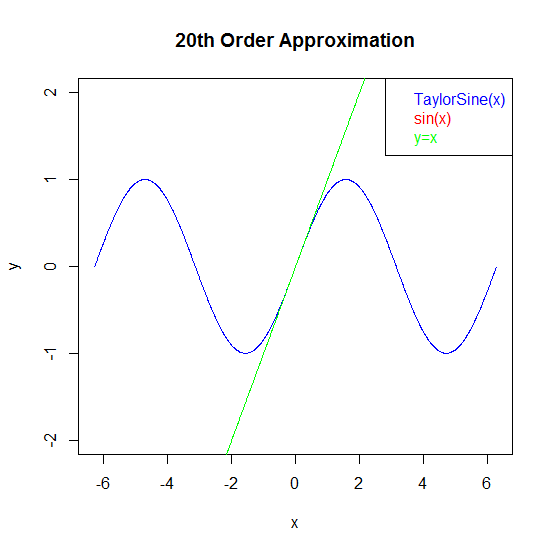 20th Order Approximation
TaylorSine(x)
sin(x)
y=x
2
1
0
-1
-2
y
-6 -4 -2 0 2 4 6
x